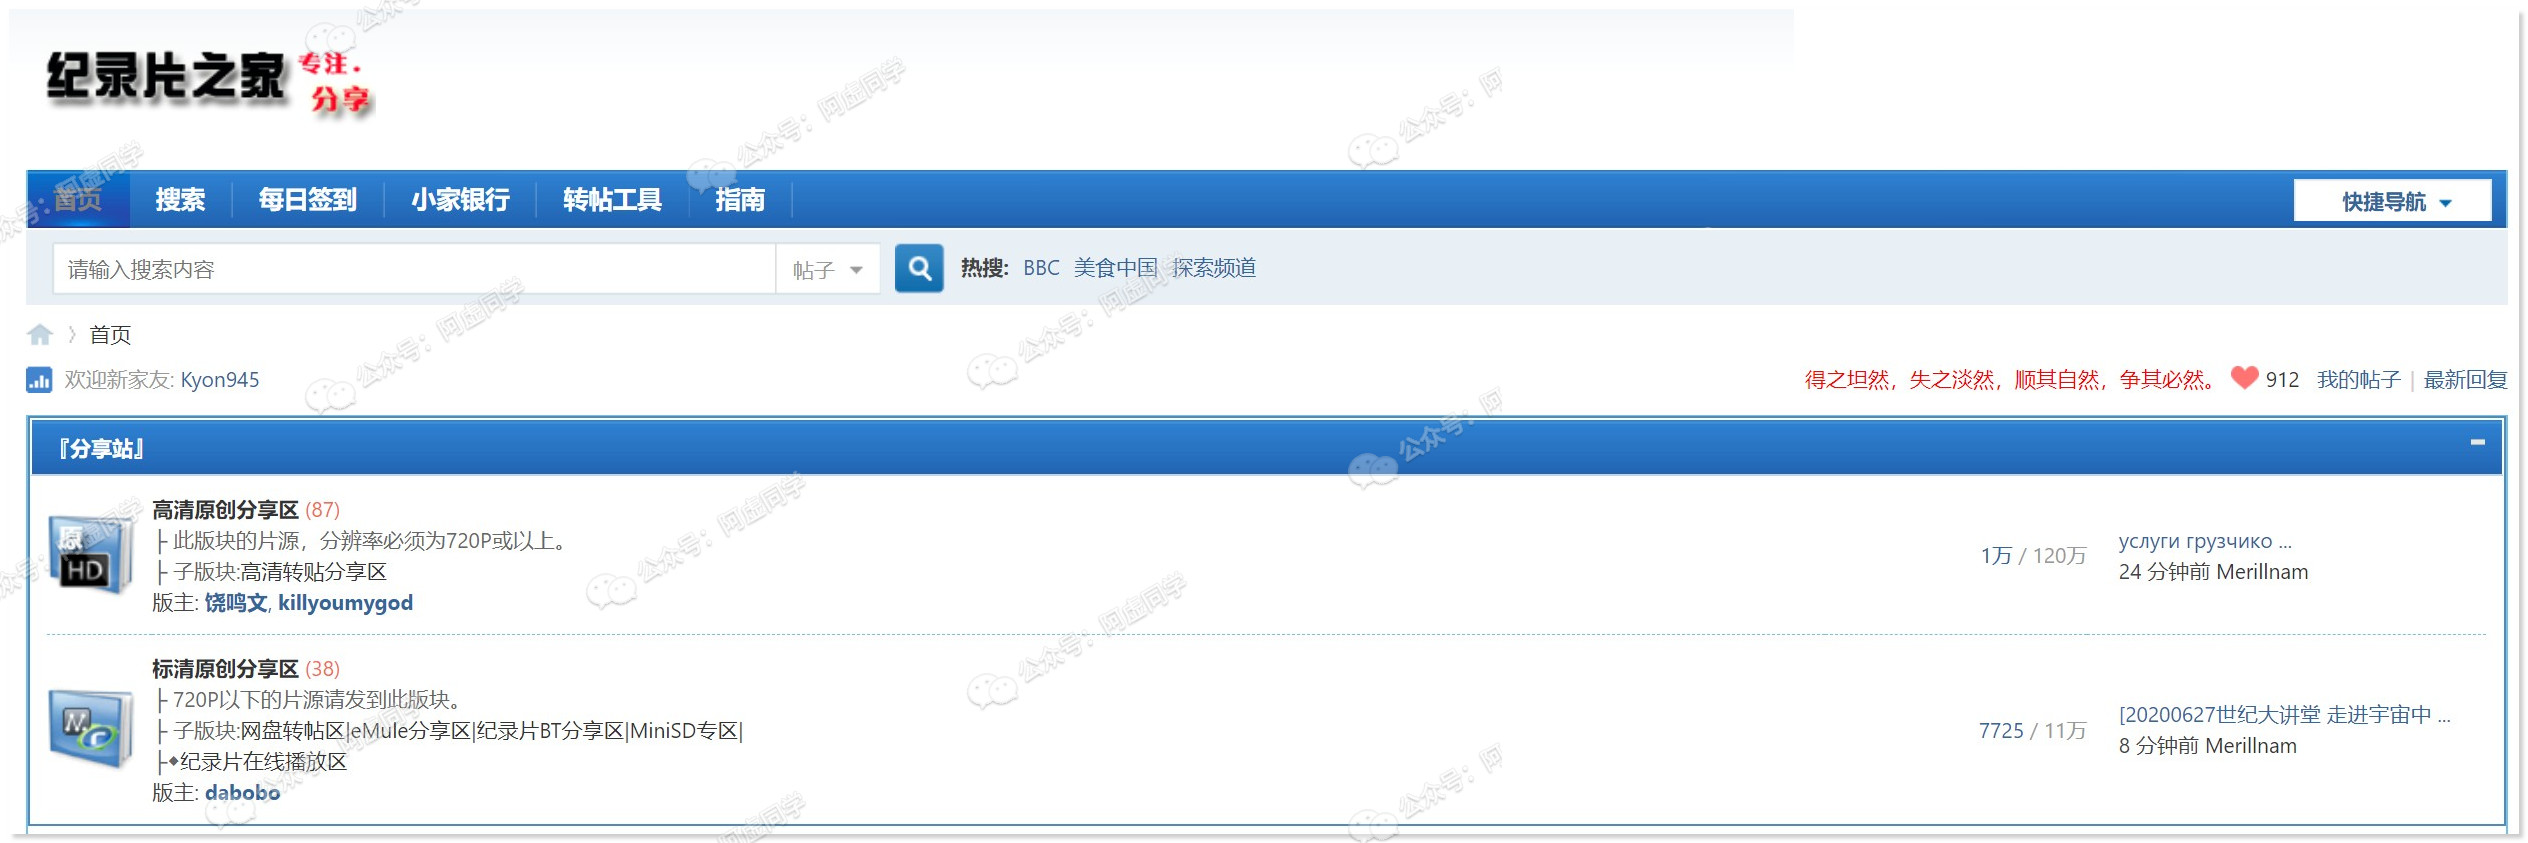 纪录片之家 专注.
分享
首页 搜索 每日签到 小家银行 转帖工具 指南 快捷导航
请输入搜索内容 帖子 热搜: BBC 美食中国 探索频道
首页
欢迎新家友: Kyon945 得之坦然，失之淡然，顺其自然，争其必然。 912 我的帖子 | 最新回复
『分享站』
高清原创分享区 (87)
├ 此版块的片源，分辨率必须为720P或以上。
├ 子版块:高清转贴分享区
版主: 饶鸣文, killyoumygod
原
HD
1万 / 120万
услуги грузчико ...
24 分钟前 Merillnam
标清原创分享区 (38)
├ 720P以下的片源请发到此版块。
├ 子版块:网盘转帖区|eMule分享区|纪录片BT分享区|MiniSD专区|
├◆纪录片在线播放区
版主: dabobo
7725 / 11万
[20200627世纪大讲堂 走进宇宙中 ...
8 分钟前 Merillnam
公众号：阿虚同学